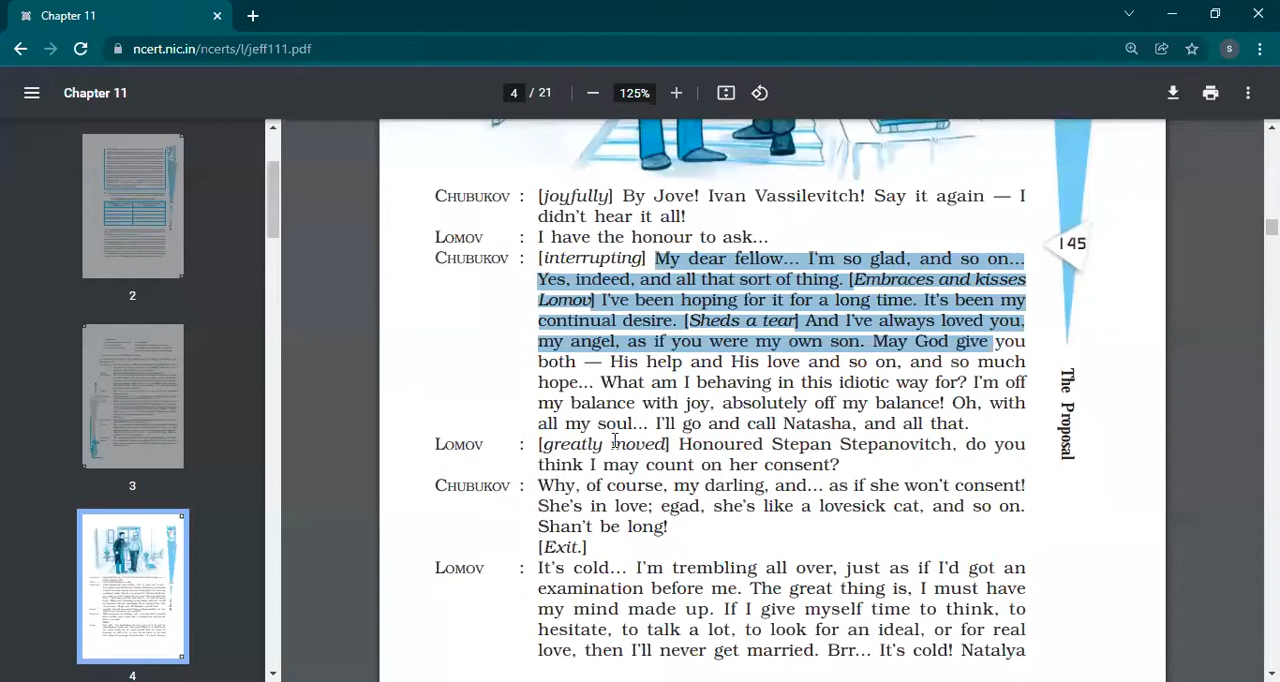 Chapter 11
ncert.nic.in/ncerts/l/jeff111.pdf
S
Chapter 11
4 / 21
125%
2
3
4
CHUBUKOV : [joyfully] By Jove! Ivan Vassilevitch! Say it again — I
didn't hear it all!
LOMOV : I have the honour to ask...
CHUBUKOV : [interrupting] My dear fellow... I'm so glad, and so on...
Yes, indeed, and all that sort of thing. [Embraces and kisses
Lomov] I've been hoping for it for a long time. It's been my
continual desire. [Sheds a tear] And I've always loved you,
my angel, as if you were my own son. May God give you
both — His help and His love and so on, and so much
hope... What am I behaving in this idiotic way for? I'm off
my balance with joy, absolutely off my balance! Oh, with
all my soul... I'll go and call Natasha, and all that.
LOMOV : [greatly moved] Honoured Stepan Stepanovitch, do you
think I may count on her consent?
CHUBUKOV : Why, of course, my darling, and... as if she won't consent!
She's in love; egad, she's like a lovesick cat, and so on.
Shan't be long!
[Exit.]
LOMOV : It's cold... I'm trembling all over, just as if I'd got an
examination before me. The great thing is, I must have
my mind made up. If I give myself time to think, to
hesitate, to talk a lot, to look for an ideal, or for real
love, then I'll never get married. Brr... It's cold! Natalya
145
The Proposal